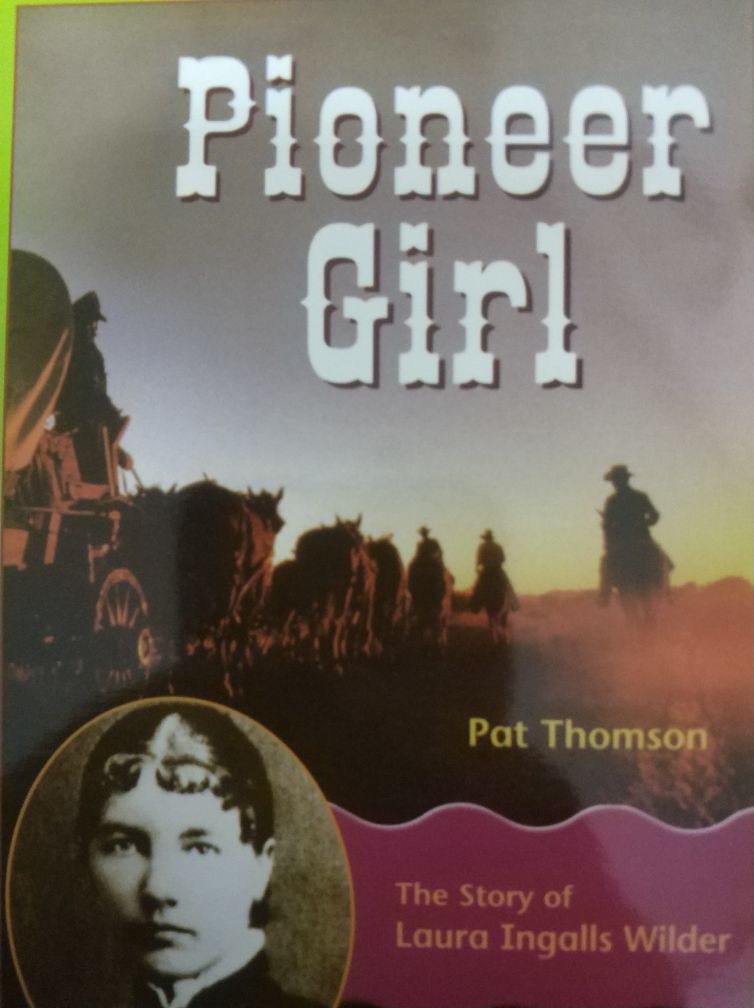 Pioneer
Girl
Pat Thomson
The Story of
Laura Ingalls Wilder